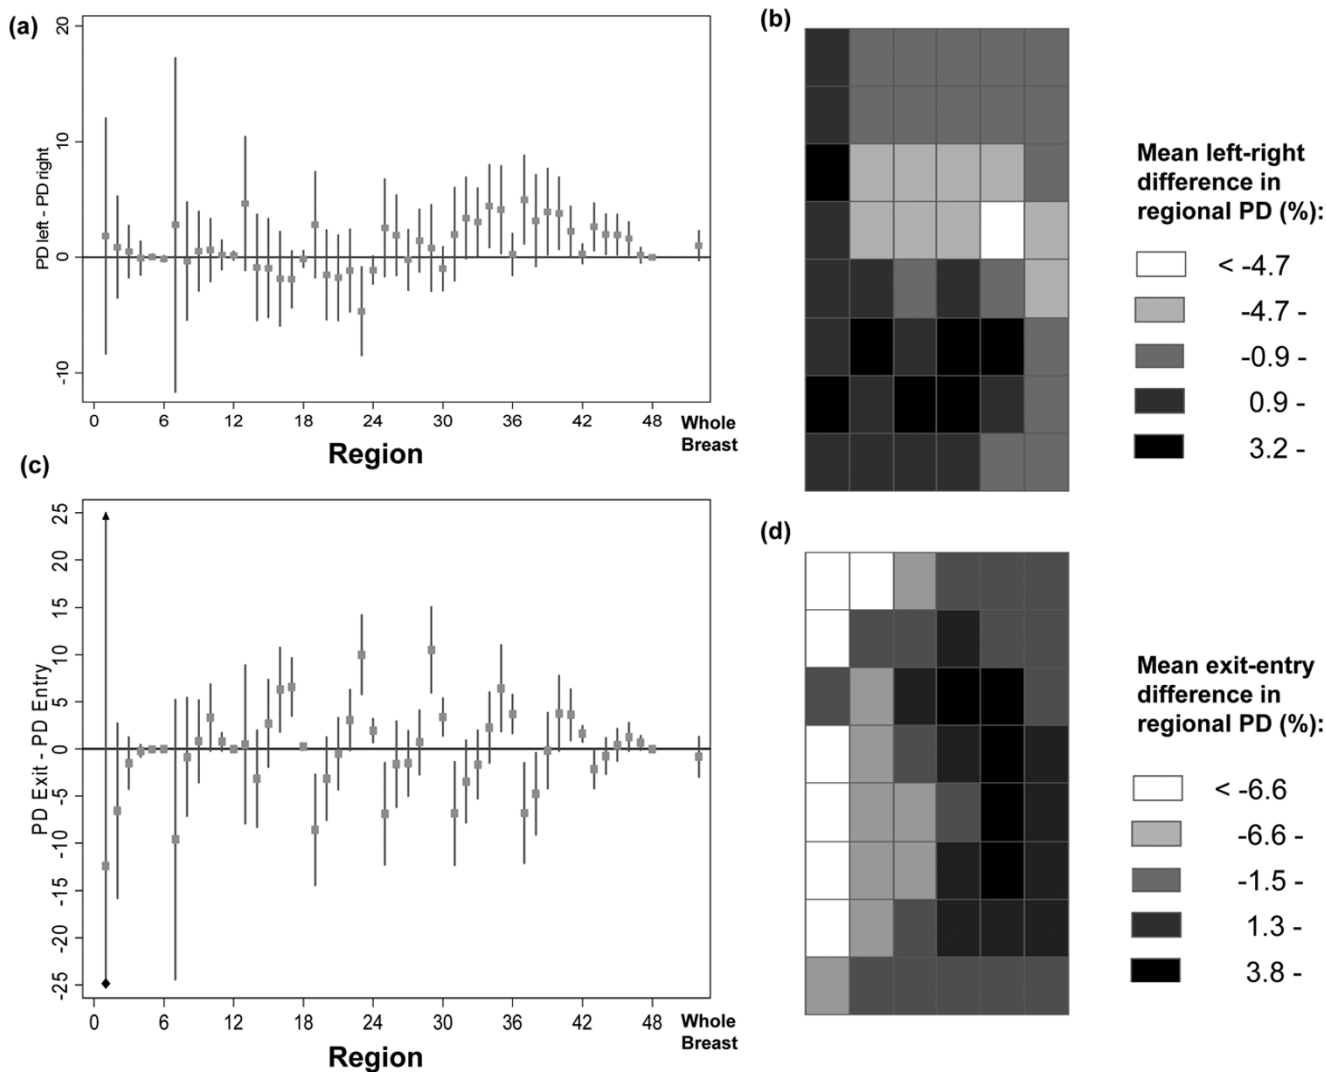 (a)
20
10
0
-10
PD left - PD right
0 6 12 18 24 30 36 42 48 Whole
Breast
Region
(b)
Mean left-right
difference in
regional PD (%):
< -4.7
-4.7 -
-0.9 -
0.9 -
3.2 -
(c)
25
20
15
10
5
0
-5
-10
-15
-20
-25
PD Exit - PD Entry
0 6 12 18 24 30 36 42 48 Whole
Breast
Region
(d)
Mean exit-entry
difference in
regional PD (%):
< -6.6
-6.6 -
-1.5 -
1.3 -
3.8 -